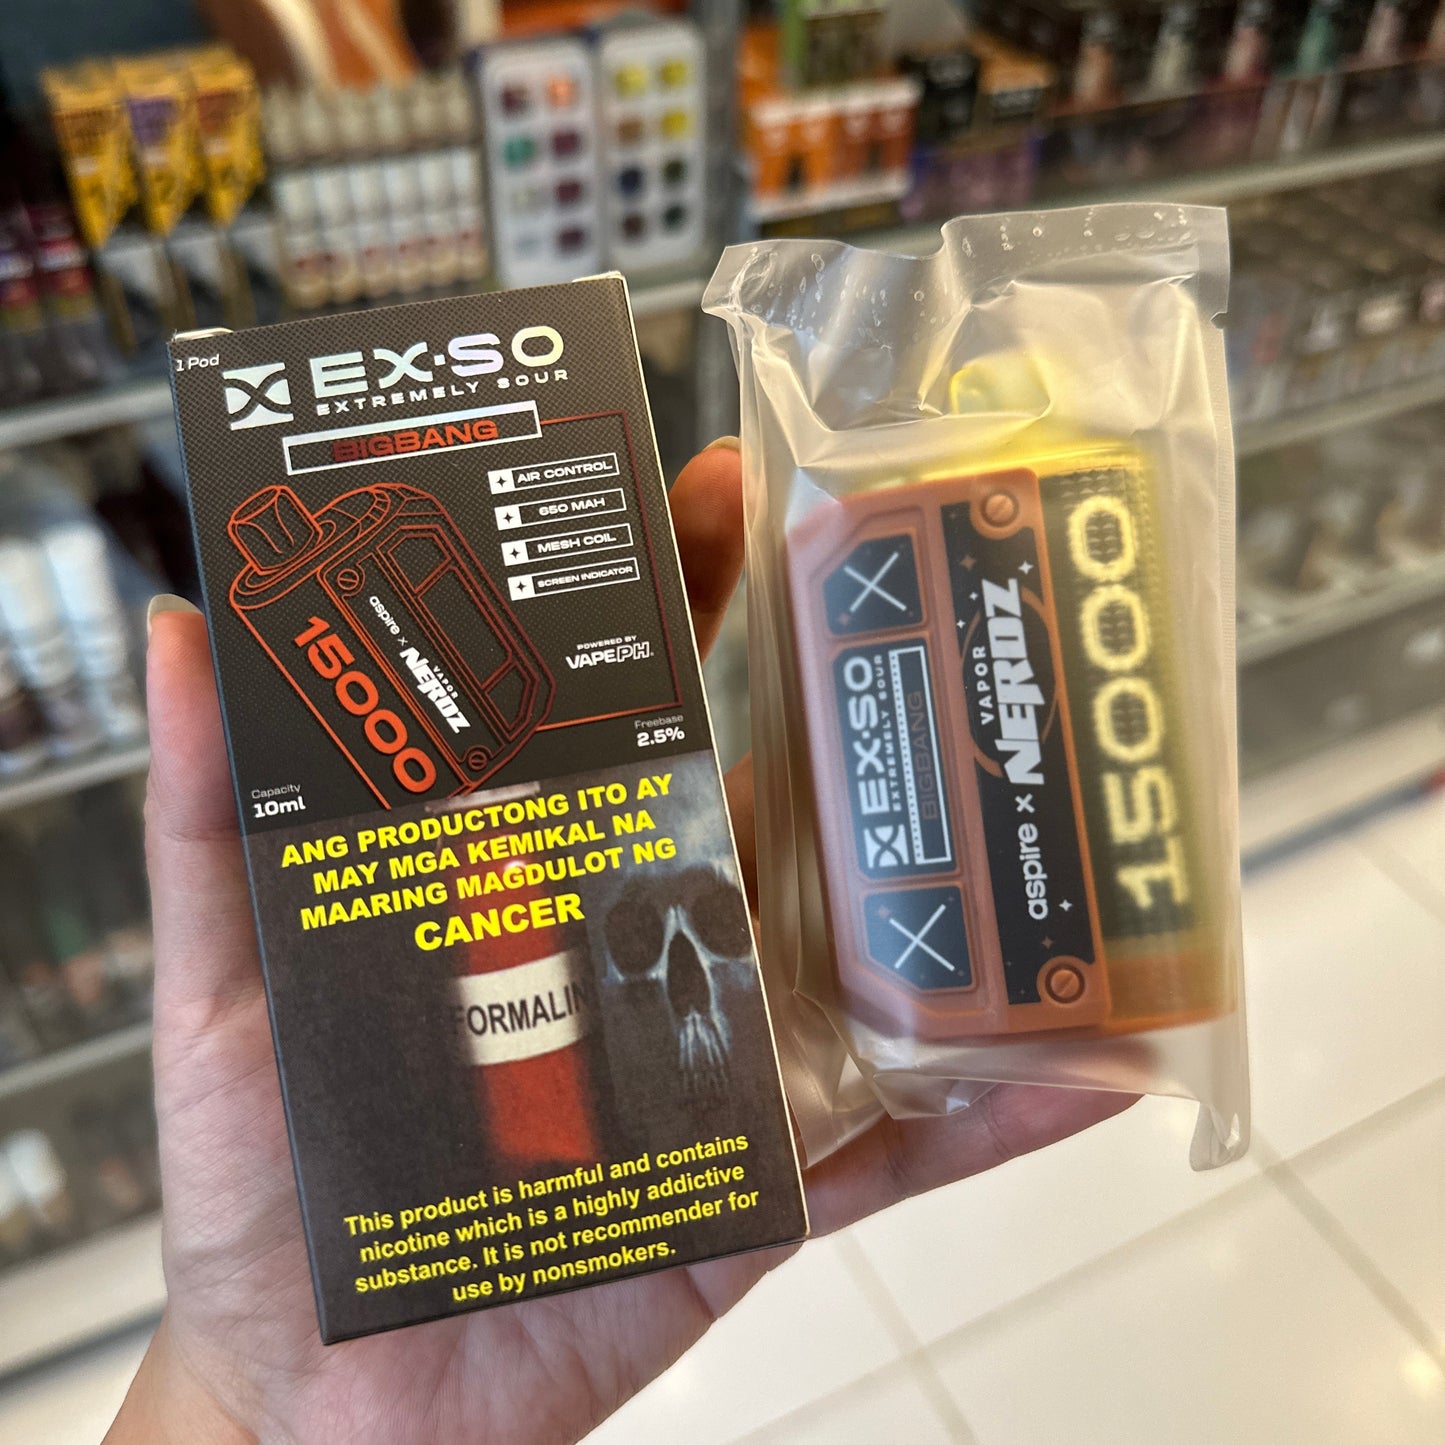 1 Pod
EX·SO
EXTREMELY SOUR
BIGBANG
AIR CONTROL
650 MAH
MESH COIL
SCREEN INDICATOR
15000
aspire x
VAPOR
NERDZ
POWERED BY
VAPEPH
Freebase
2.5%
Capacity
10ml
ANG PRODUCTONG ITO AY
MAY MGA KEMIKAL NA
MAARING MAGDULOT NG
CANCER
FORMALIN
This product is harmful and contains
nicotine which is a highly addictive
substance. It is not recommender for
use by nonsmokers.
EX·SO
EXTREMELY SOUR
BIGBANG
aspire x
VAPOR
NERDZ
15000